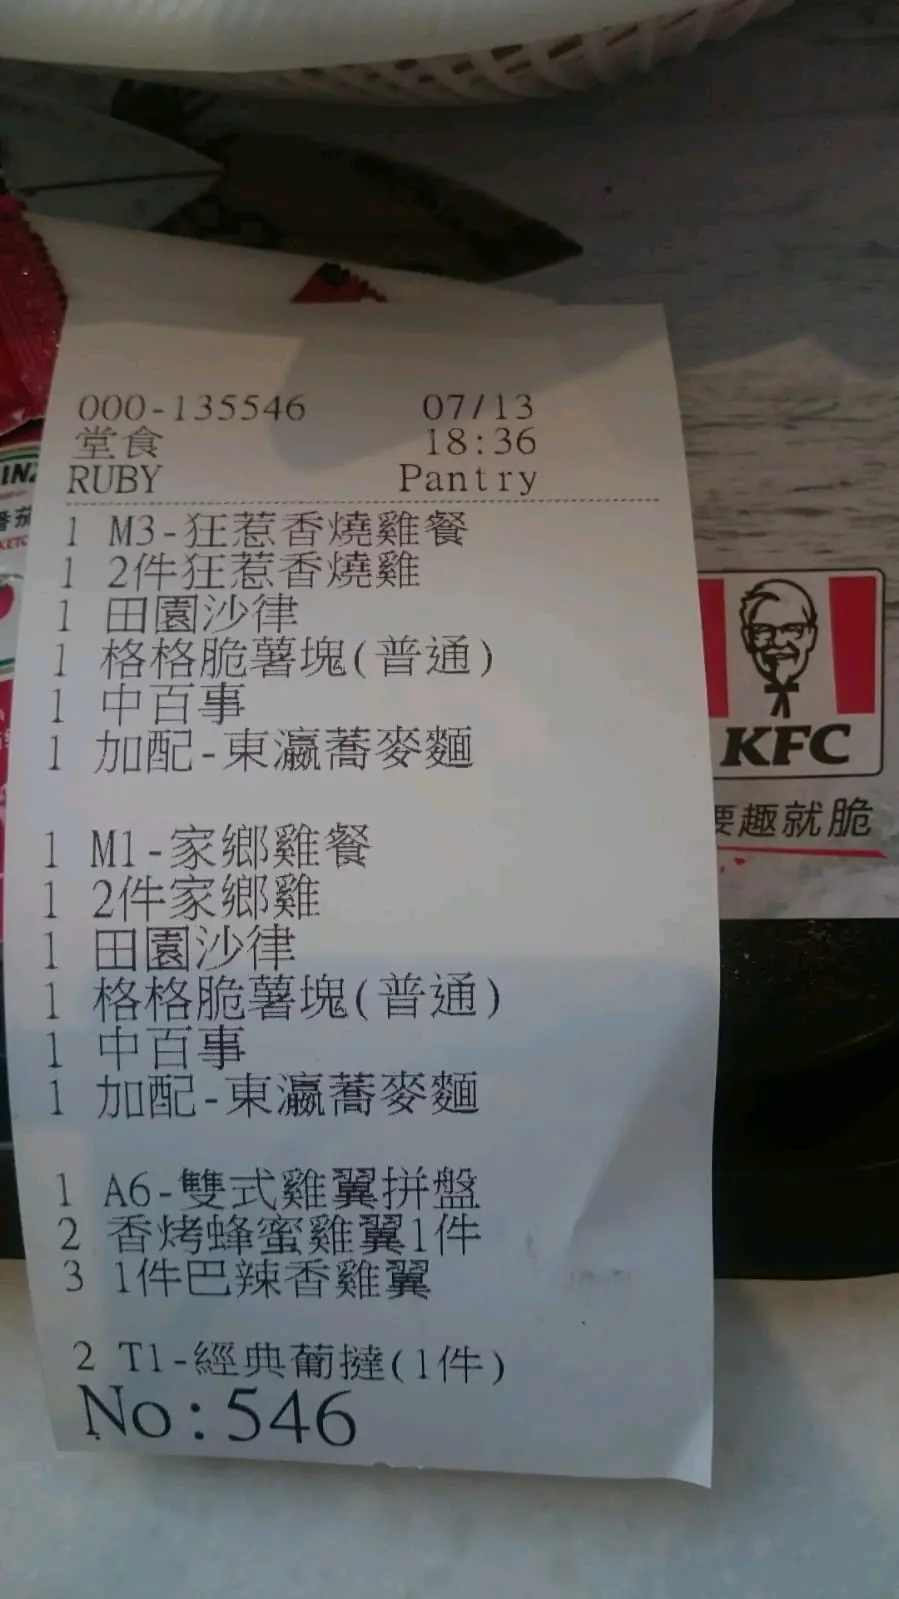 000-135546 07/13
堂食 18:36
RUBY Pantry
1 M3-狂惹香燒雞餐
1 2件狂惹香燒雞
1 田園沙律
1 格格脆薯塊(普通)
1 中百事
1 加配-東瀛蕎麥麵
1 M1-家鄉雞餐
1 2件家鄉雞
1 田園沙律
1 格格脆薯塊(普通)
1 中百事
1 加配-東瀛蕎麥麵
1 A6-雙式雞翼拼盤
2 香烤蜂蜜雞翼1件
3 1件巴辣香雞翼
2 T1-經典葡撻(1件)
No:546
KFC
要趣就脆
番茄